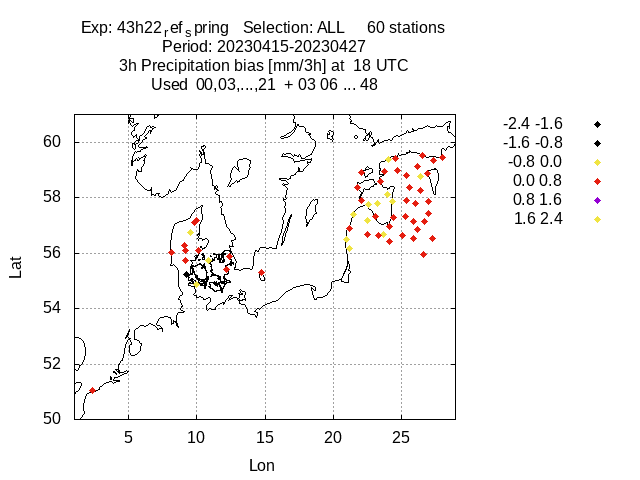 Exp: 43h22ref_spring Selection: ALL 60 stations
Period: 20230415-20230427
3h Precipitation bias [mm/3h] at 18 UTC
Used 00,03,...,21 + 03 06 ... 48
-2.4 -1.6
-1.6 -0.8
-0.8 0.0
0.0 0.8
0.8 1.6
1.6 2.4
60
58
56
54
52
50
Lat
5 10 15 20 25
Lon